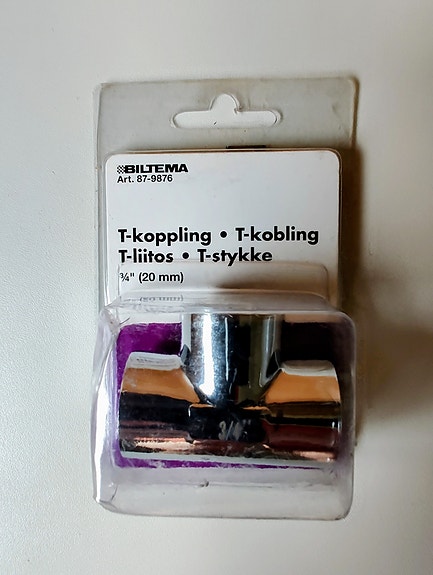 BILTEMA
Art. 87-9876
T-koppling • T-kobling
T-liitos • T-stykke
¾" (20 mm)
3/4"